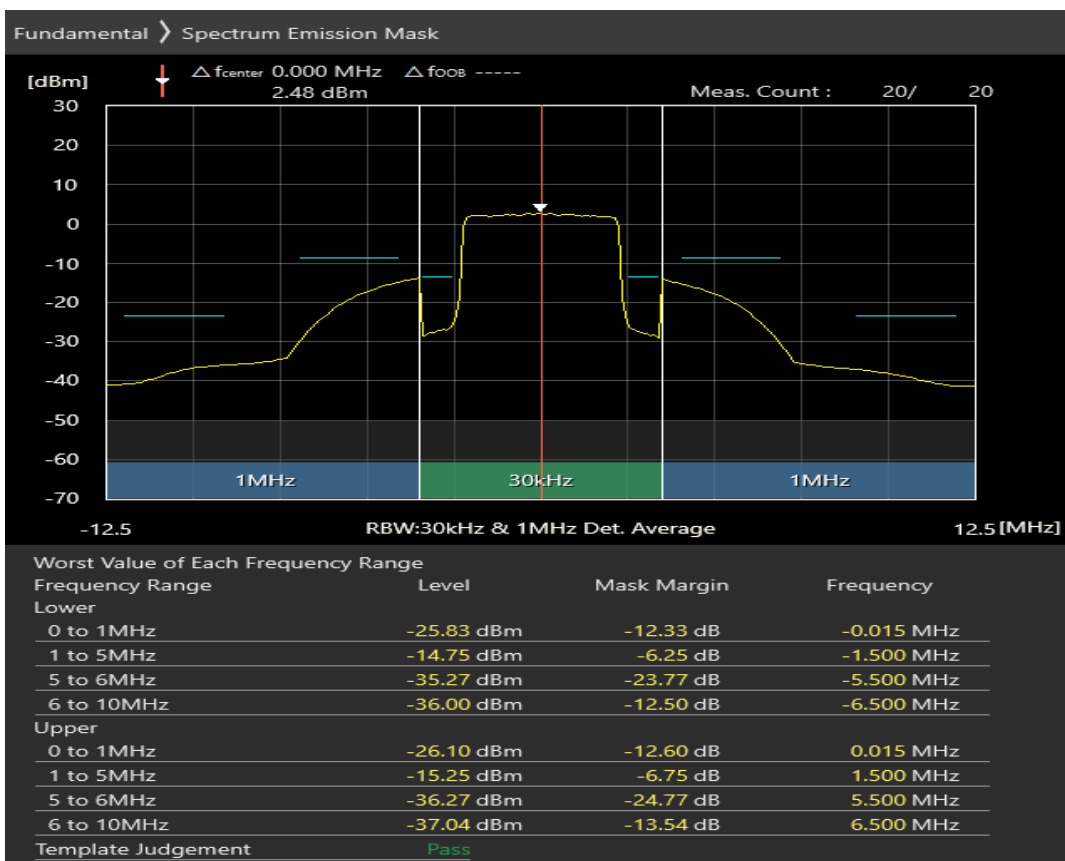 Fundamental ❭ Spectrum Emission Mask
[dBm] △ fcenter 0.000 MHz △ fOOB -----
2.48 dBm Meas. Count : 20/ 20
30
20
10
0
-10
-20
-30
-40
-50
-60
1MHz 30kHz 1MHz
-70
-12.5 RBW:30kHz & 1MHz Det. Average 12.5 [MHz]
Worst Value of Each Frequency Range
Frequency Range Level Mask Margin Frequency
Lower
0 to 1MHz -25.83 dBm -12.33 dB -0.015 MHz
1 to 5MHz -14.75 dBm -6.25 dB -1.500 MHz
5 to 6MHz -35.27 dBm -23.77 dB -5.500 MHz
6 to 10MHz -36.00 dBm -12.50 dB -6.500 MHz
Upper
0 to 1MHz -26.10 dBm -12.60 dB 0.015 MHz
1 to 5MHz -15.25 dBm -6.75 dB 1.500 MHz
5 to 6MHz -36.27 dBm -24.77 dB 5.500 MHz
6 to 10MHz -37.04 dBm -13.54 dB 6.500 MHz
Template Judgement Pass